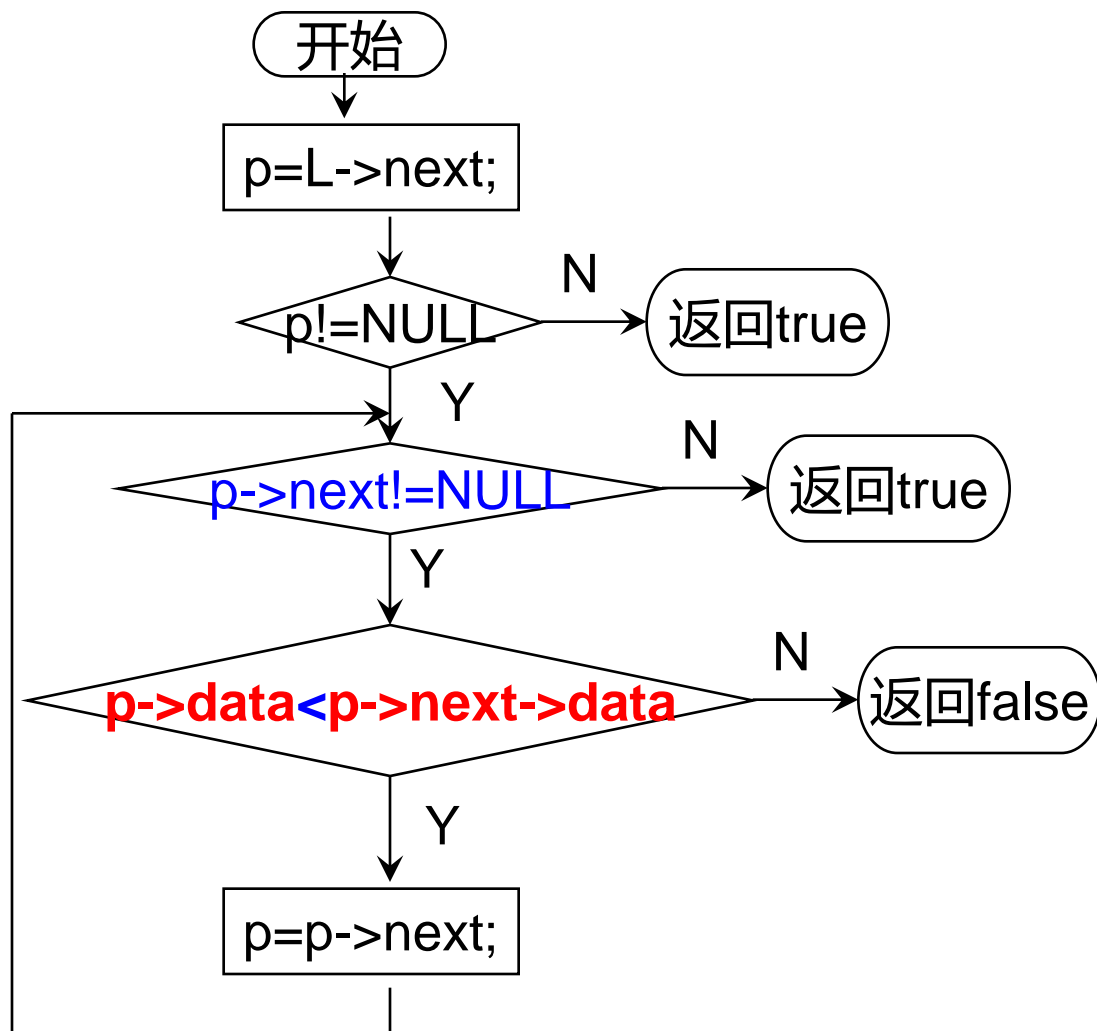 开始
p=L->next;
p!=NULL
N
返回true
Y
p->next!=NULL
N
返回true
Y
p->data<p->next->data
N
返回false
Y
p=p->next;